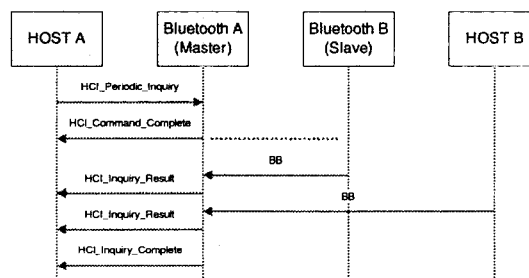 HOST A
Bluetooth A
(Master)
Bluetooth B
(Slave)
HOST B
HCI_Periodic_Inquiry
HCI_Command_Complete
BB
HCI_Inquiry_Result
BB
HCI_Inquiry_Result
HCI_Inquiry_Complete